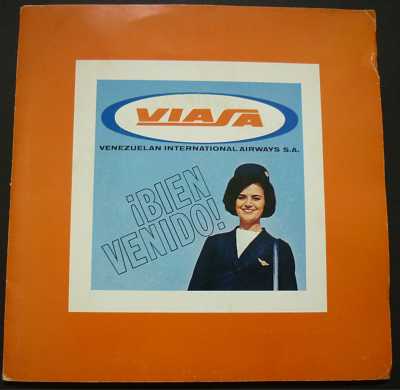 VIASA
VENEZUELAN INTERNATIONAL AIRWAYS S.A.
¡BIEN
VENIDO!